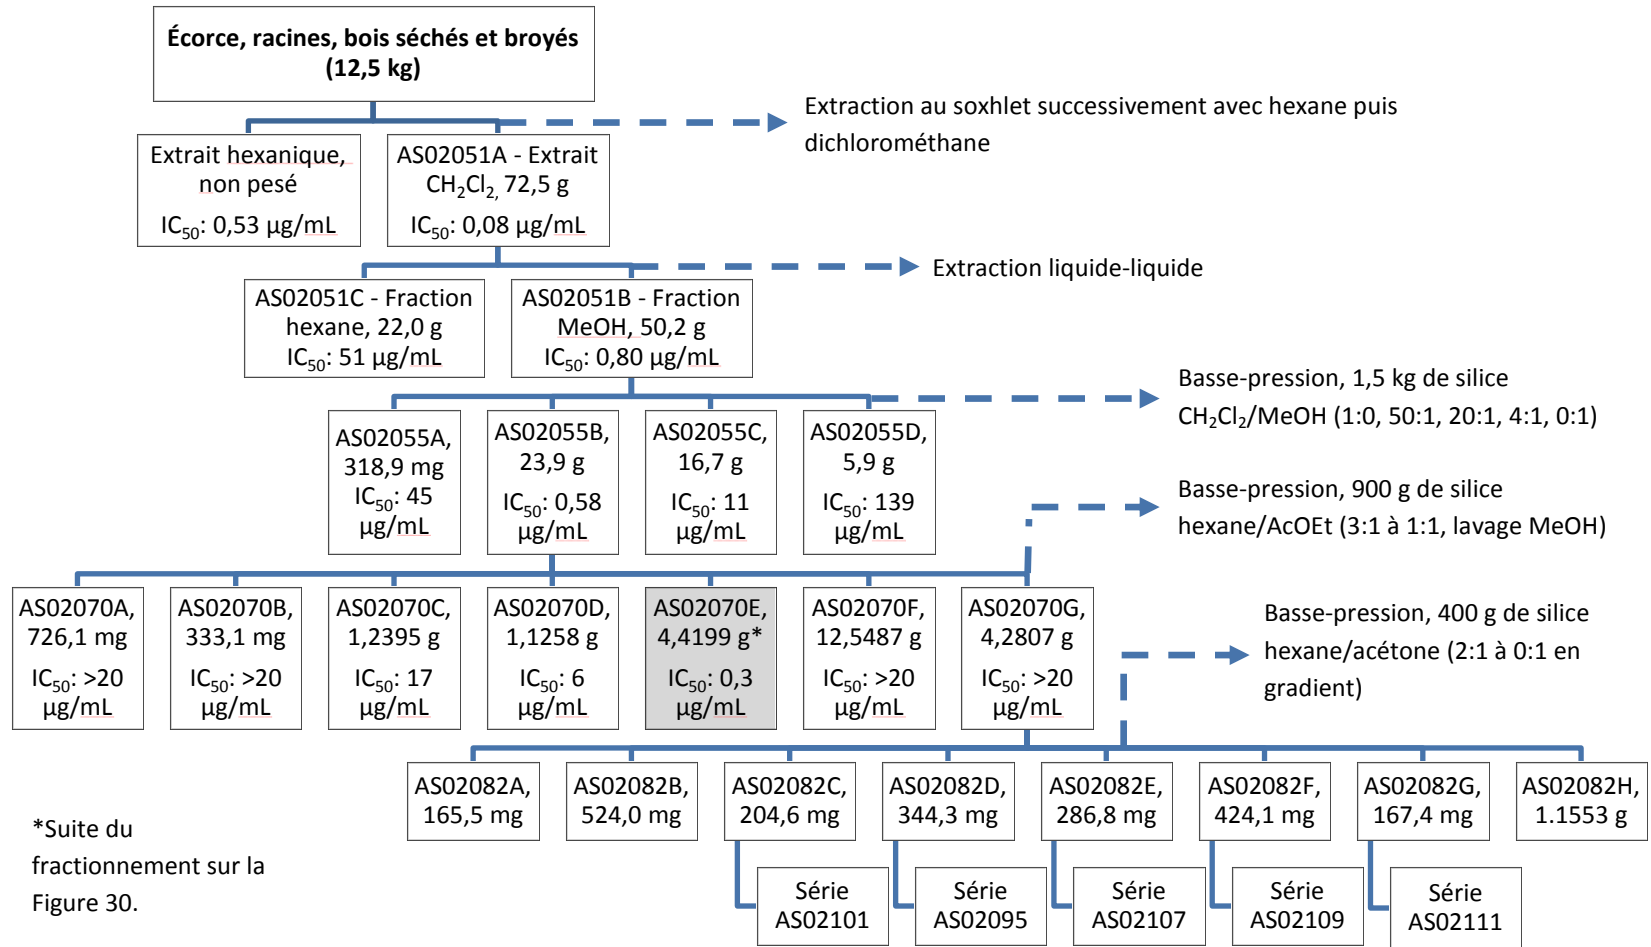 Écorce, racines, bois séchés et broyés
(12,5 kg)
Extraction au soxhlet successivement avec hexane puis
dichlorométhane
Extrait hexanique,
non pesé
IC₅₀: 0,53 µg/mL
AS02051A - Extrait
CH₂Cl₂, 72,5 g
IC₅₀: 0,08 µg/mL
Extraction liquide-liquide
AS02051C - Fraction
hexane, 22,0 g
IC₅₀: 51 µg/mL
AS02051B - Fraction
MeOH, 50,2 g
IC₅₀: 0,80 µg/mL
Basse-pression, 1,5 kg de silice
CH₂Cl₂/MeOH (1:0, 50:1, 20:1, 4:1, 0:1)
AS02055A,
318,9 mg
IC₅₀: 45
µg/mL
AS02055B,
23,9 g
IC₅₀: 0,58
µg/mL
AS02055C,
16,7 g
IC₅₀: 11
µg/mL
AS02055D,
5,9 g
IC₅₀: 139
µg/mL
Basse-pression, 900 g de silice
hexane/AcOEt (3:1 à 1:1, lavage MeOH)
AS02070A,
726,1 mg
IC₅₀: >20
µg/mL
AS02070B,
333,1 mg
IC₅₀: >20
µg/mL
AS02070C,
1,2395 g
IC₅₀: 17
µg/mL
AS02070D,
1,1258 g
IC₅₀: 6
µg/mL
AS02070E,
4,4199 g*
IC₅₀: 0,3
µg/mL
AS02070F,
12,5487 g
IC₅₀: >20
µg/mL
AS02070G,
4,2807 g
IC₅₀: >20
µg/mL
Basse-pression, 400 g de silice
hexane/acétone (2:1 à 0:1 en
gradient)
AS02082A,
165,5 mg
AS02082B,
524,0 mg
AS02082C,
204,6 mg
AS02082D,
344,3 mg
AS02082E,
286,8 mg
AS02082F,
424,1 mg
AS02082G,
167,4 mg
AS02082H,
1.1553 g
Série
AS02101
Série
AS02095
Série
AS02107
Série
AS02109
Série
AS02111
*Suite du
fractionnement sur la
Figure 30.